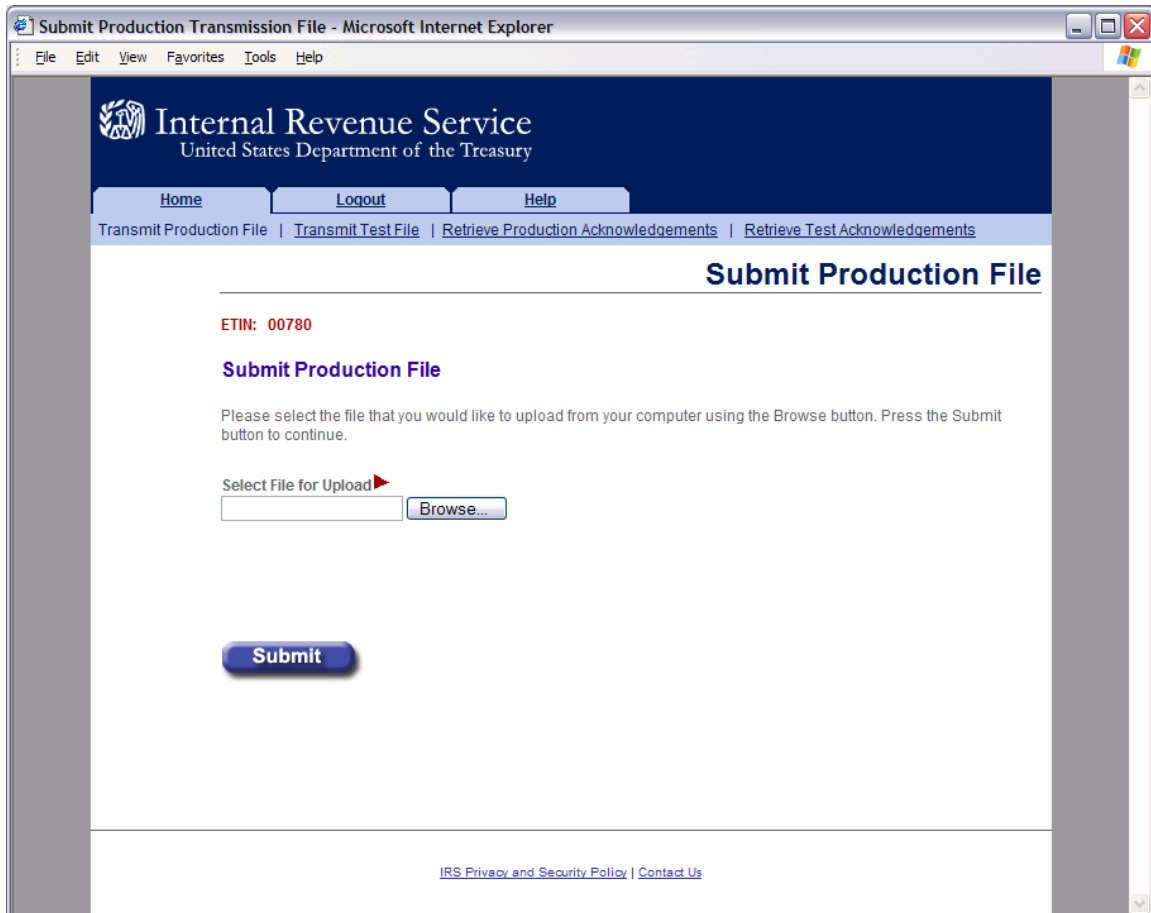 Submit Production Transmission File - Microsoft Internet Explorer
File Edit View Favorites Tools Help
Internal Revenue Service
United States Department of the Treasury
Home Logout Help
Transmit Production File | Transmit Test File | Retrieve Production Acknowledgements | Retrieve Test Acknowledgements
Submit Production File
ETIN: 00780
Submit Production File
Please select the file that you would like to upload from your computer using the Browse button. Press the Submit
button to continue.
Select File for Upload
Browse...
Submit
IRS Privacy and Security Policy | Contact Us